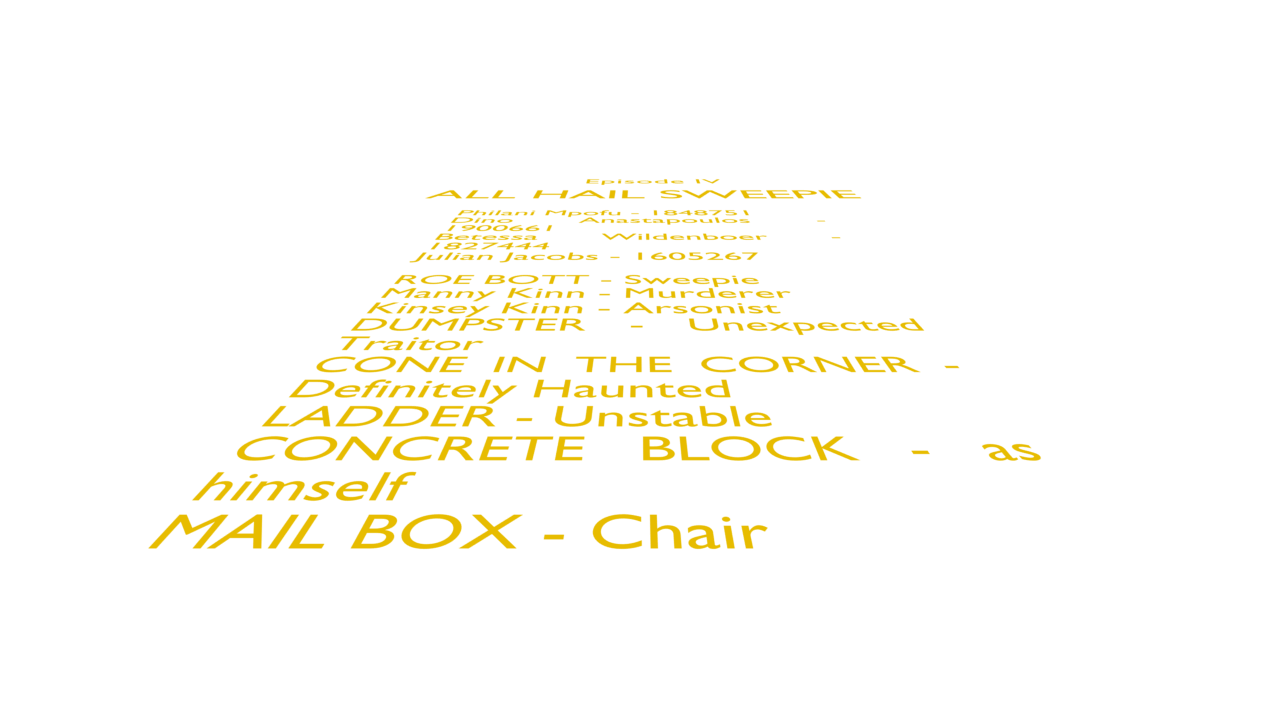 Episode IV
ALL HAIL SWEEPIE
Philani Mpofu - 1848751
Dino Anastapoulos -
1900661
Betessa Wildenboer -
1827444
Julian Jacobs - 1605267
ROE BOTT - Sweepie
Manny Kinn - Murderer
Kinsey Kinn - Arsonist
DUMPSTER - Unexpected
Traitor
CONE IN THE CORNER -
Definitely Haunted
LADDER - Unstable
CONCRETE BLOCK - as
himself
MAIL BOX - Chair